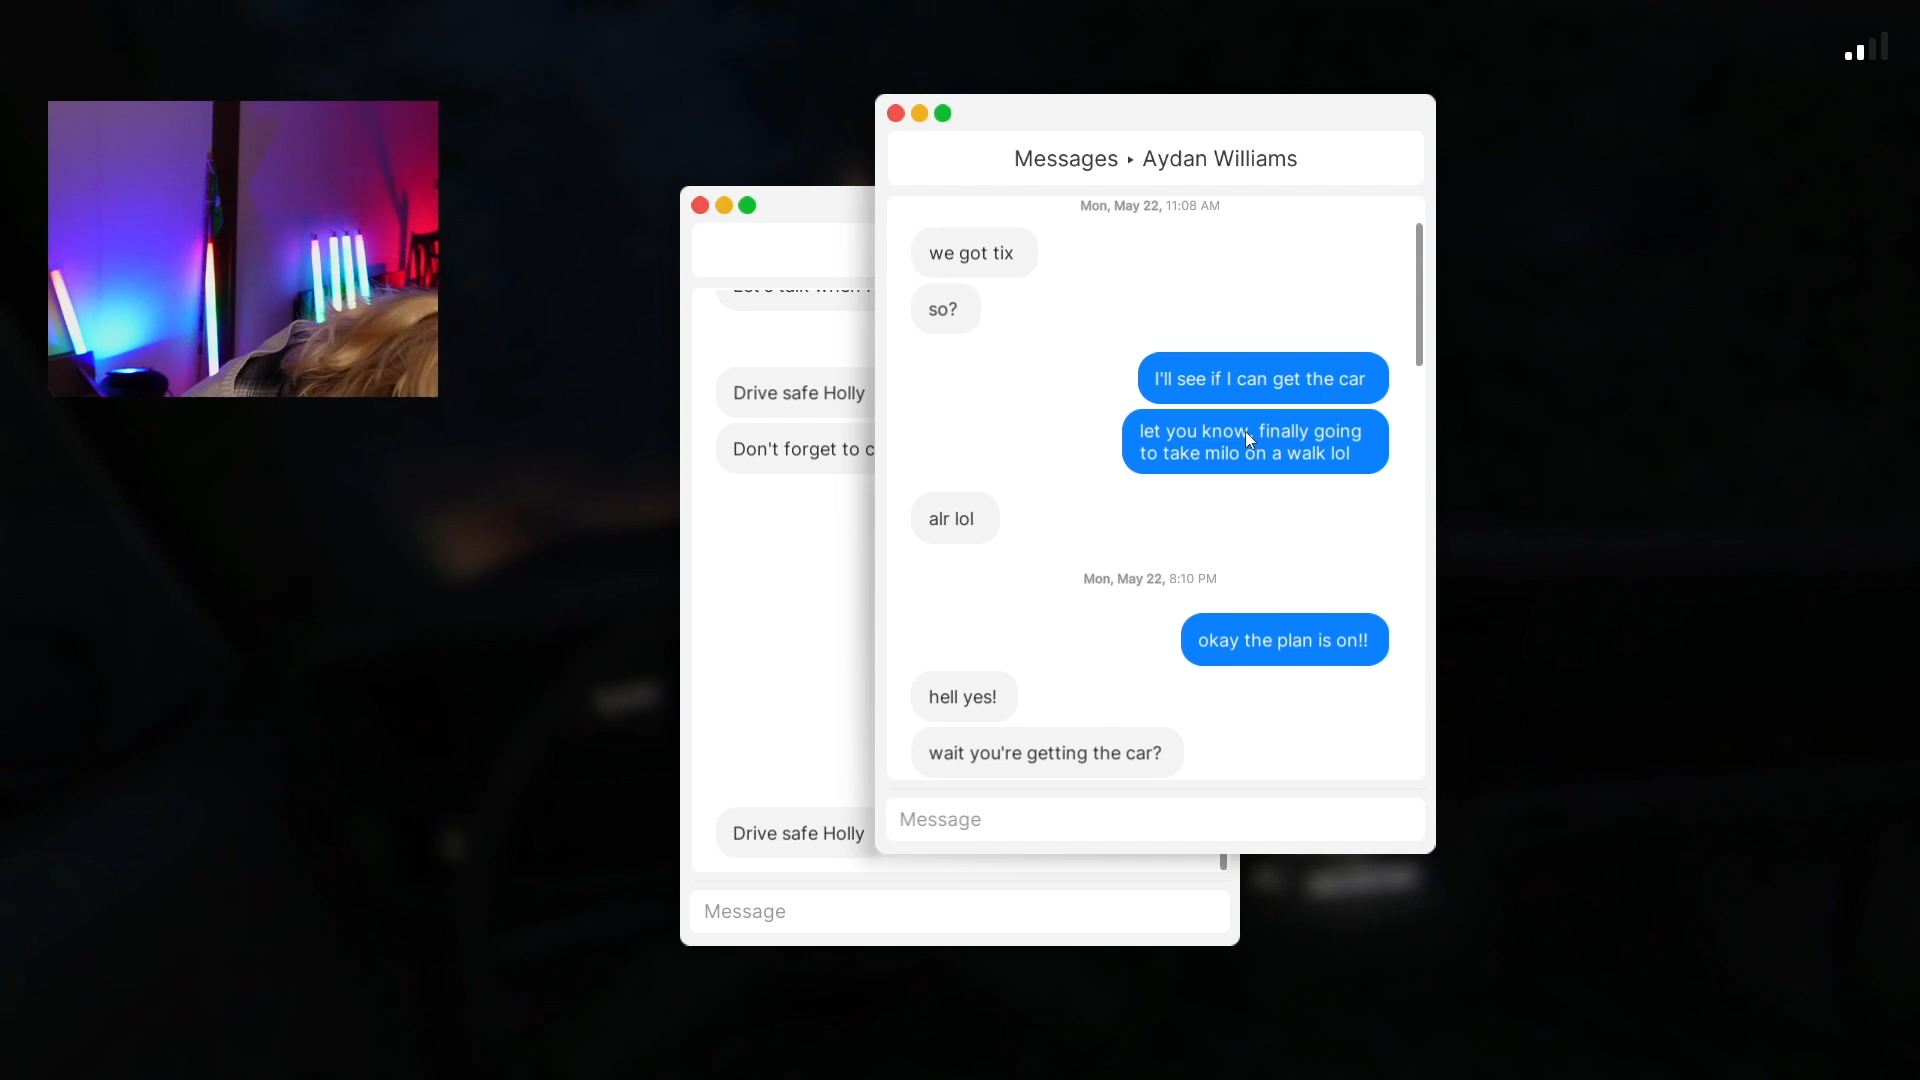 Messages ▸ Aydan Williams
Mon, May 22, 11:08 AM
we got tix
so?
I'll see if I can get the car
let you know, finally going
to take milo on a walk lol
alr lol
Mon, May 22, 8:10 PM
okay the plan is on!!
hell yes!
wait you're getting the car?
Message
Let's talk when
Drive safe Holly
Don't forget to c
Drive safe Holly
Message